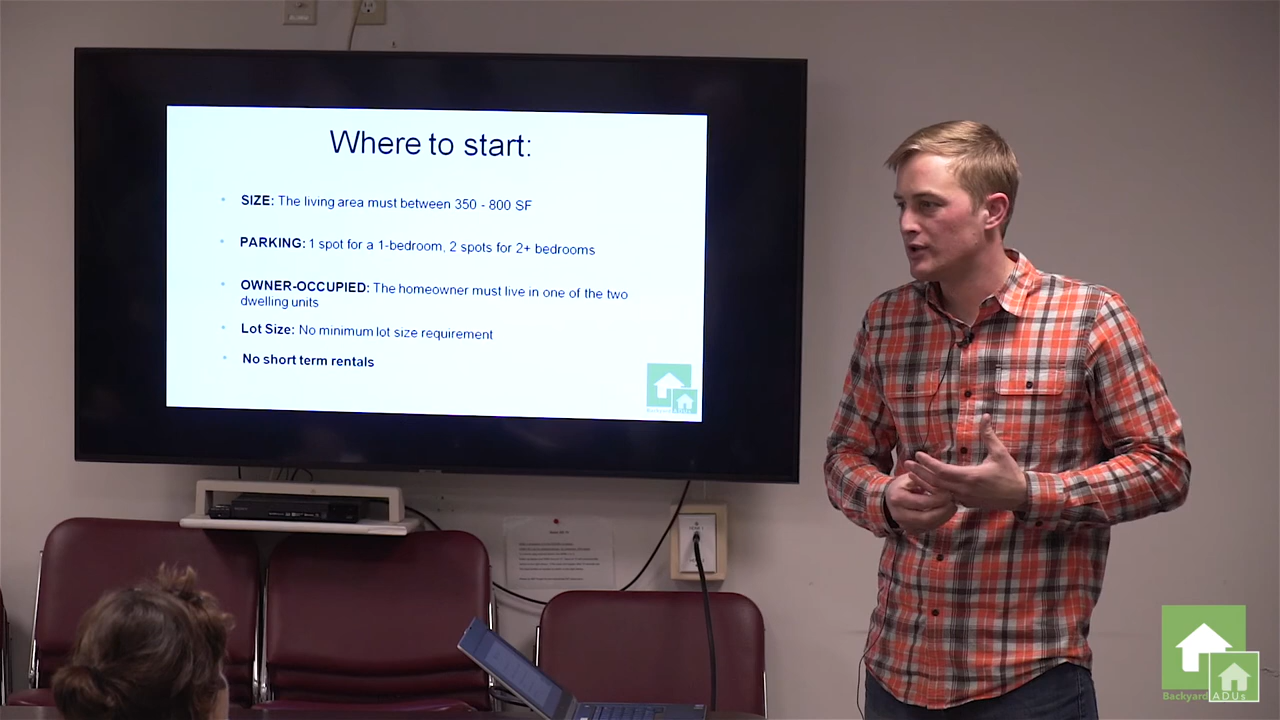 Where to start:
SIZE: The living area must between 350 - 800 SF
PARKING: 1 spot for a 1-bedroom, 2 spots for 2+ bedrooms
OWNER-OCCUPIED: The homeowner must live in one of the two
dwelling units
Lot Size: No minimum lot size requirement
No short term rentals
Backyard ADUs
Backyard ADUs